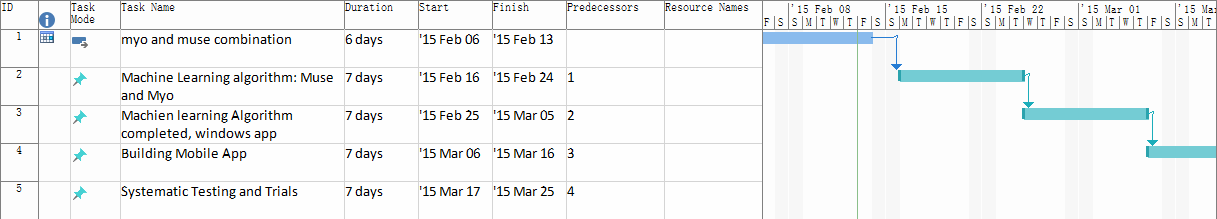 ID Task Mode Task Name Duration Start Finish Predecessors Resource Names
'15 Feb 08 '15 Feb 15 '15 Feb 22 '15 Mar 01 '15 Mar
F S S M T W T F S S M T W T F S S M T W T F S S M T W T F S S M T
1 myo and muse combination 6 days '15 Feb 06 '15 Feb 13
2 Machine Learning algorithm: Muse and Myo 7 days '15 Feb 16 '15 Feb 24 1
3 Machien learning Algorithm completed, windows app 7 days '15 Feb 25 '15 Mar 05 2
4 Building Mobile App 7 days '15 Mar 06 '15 Mar 16 3
5 Systematic Testing and Trials 7 days '15 Mar 17 '15 Mar 25 4